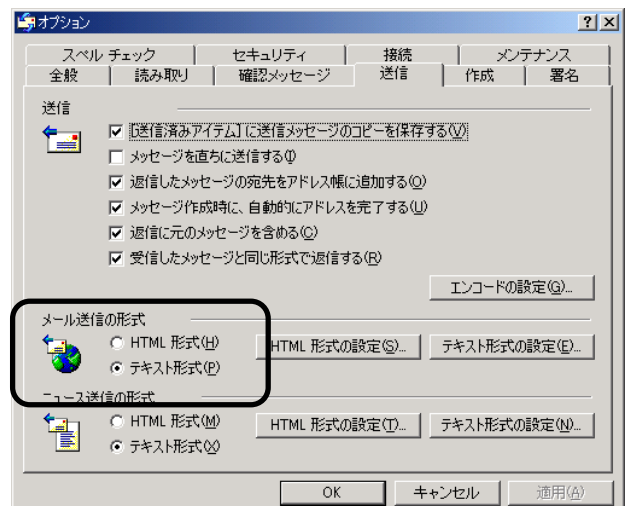 オプション
スペル チェック セキュリティ 接続 メンテナンス
全般 読み取り 確認メッセージ 送信 作成 署名
送信
[送信済みアイテム] に送信メッセージのコピーを保存する(V)
メッセージを直ちに送信する(I)
返信したメッセージの宛先をアドレス帳に追加する(O)
メッセージ作成時に、自動的にアドレスを完了する(U)
返信に元のメッセージを含める(C)
受信したメッセージと同じ形式で返信する(R)
エンコードの設定(G)...
メール送信の形式
HTML 形式(H) HTML 形式の設定(S)... テキスト形式の設定(E)...
テキスト形式(P)
ニュース送信の形式
HTML 形式(M) HTML 形式の設定(T)... テキスト形式の設定(N)...
テキスト形式(X)
OK キャンセル 適用(A)